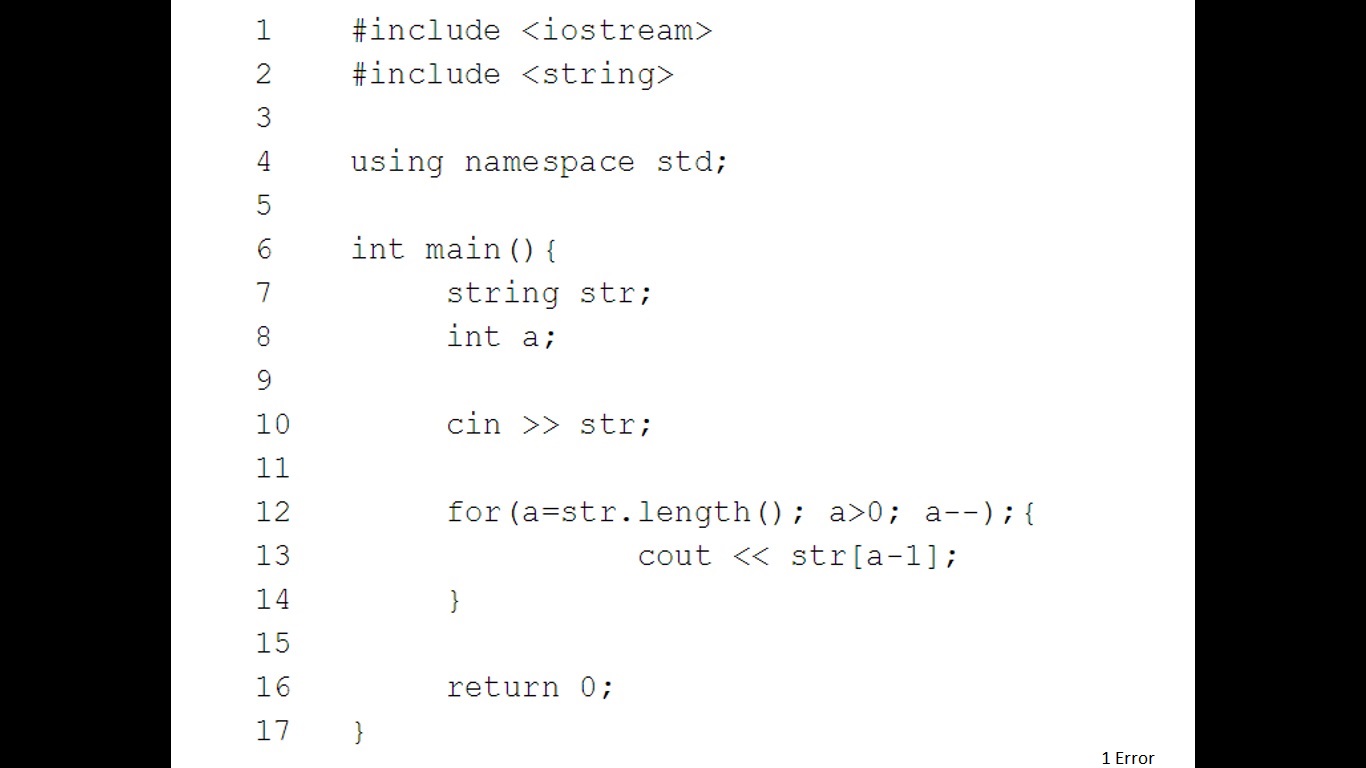 1 #include <iostream>
2 #include <string>
3
4 using namespace std;
5
6 int main(){
7 string str;
8 int a;
9
10 cin >> str;
11
12 for(a=str.length(); a>0; a--);{
13 cout << str[a-1];
14 }
15
16 return 0;
17 }
1 Error